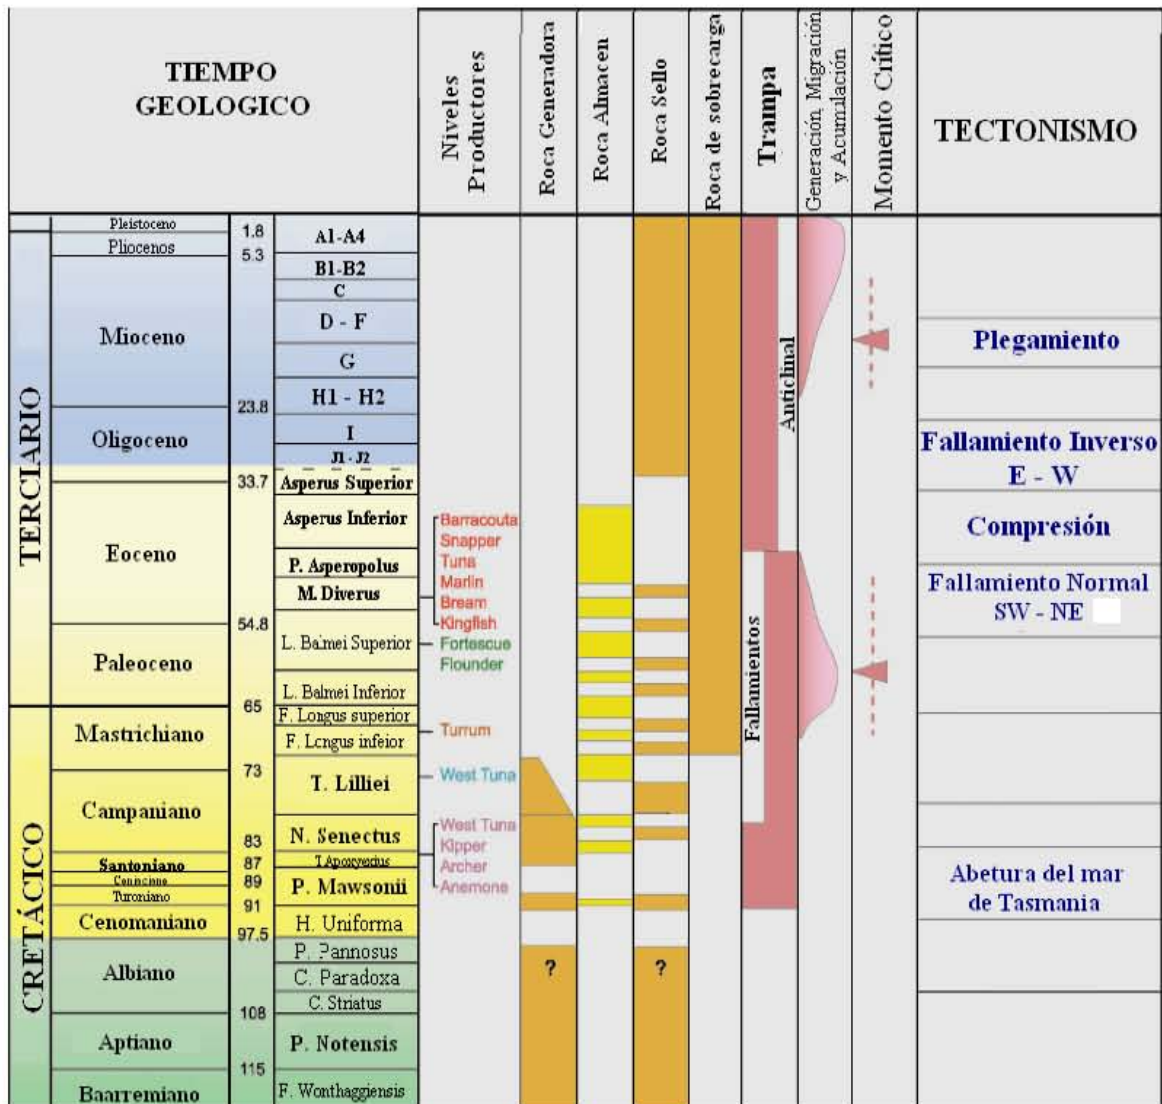 TIEMPO
GEOLOGICO
Niveles
Productores
Roca Generadora
Roca Almacen
Roca Sello
Roca de sobrecarga
Trampa
Generación, Migración
y Acumulación
Momento Crítico
TECTONISMO
TERCIARIO
CRETÁCICO
Pleistoceno
Pliocenos
Mioceno
Oligoceno
Eoceno
Paleoceno
Mastrichiano
Campaniano
Santoniano
Turoniano
Cenomaniano
Albiano
Aptiano
Baarremiano
1.8
5.3
23.8
33.7
54.8
65
73
83
87
89
91
97.5
108
115
A1-A4
B1-B2
C
D - F
G
H1 - H2
I
J1 - J2
Asperus Superior
Asperus Inferior
P. Asperopolus
M. Diverus
L. Balmei Superior
L. Balmei Inferior
F. Longus superior
F. Longus infeior
T. Lilliei
N. Senectus
P. Mawsonii
H. Uniforma
P. Pannosus
C. Paradoxa
C. Striatus
P. Notensis
F. Wonthaggiensis
Barracouta
Snapper
Tuna
Marlin
Bream
Kingfish
Fortescue
Flounder
Turrum
West Tuna
West Tuna
Kipper
Archer
Anemone
?
?
Anticlinal
Fallamientos
Plegamiento
Fallamiento Inverso
E - W
Compresión
Fallamiento Normal
SW - NE
Abetura del mar
de Tasmania